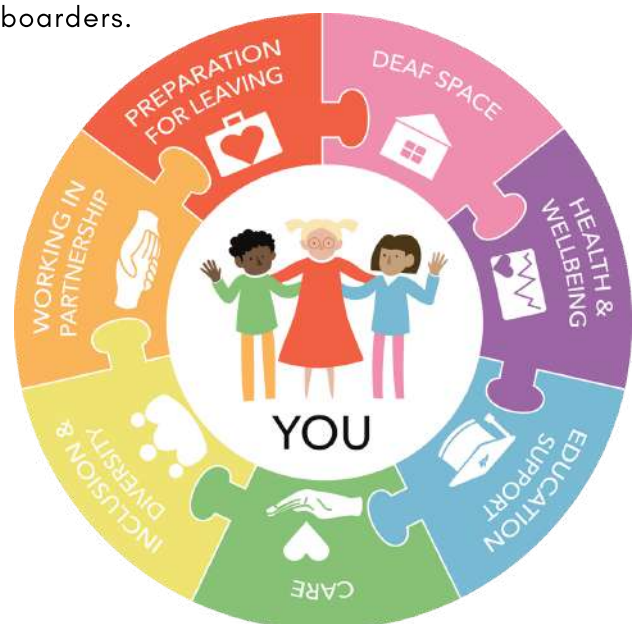 boarders.
PREPARATION
FOR LEAVING
DEAF SPACE
HEALTH &
WELLBEING
EDUCATION
SUPPORT
CARE
INCLUSION &
DIVERSITY
WORKING IN
PARTNERSHIP
YOU